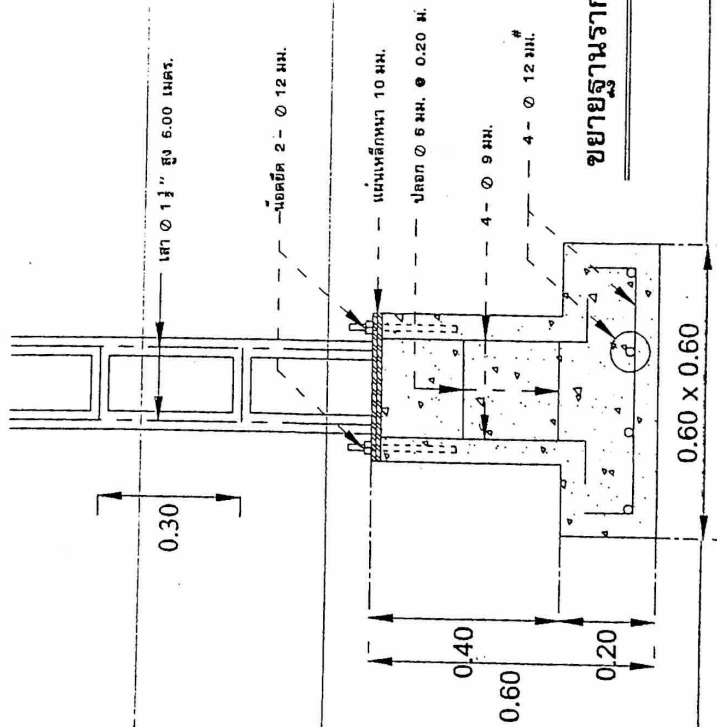 เสา Ø 1 1/2" สูง 6.00 เมตร.
น๊อตยึด 2 - Ø 12 มม.
แผ่นเหล็กหนา 10 มม.
ปลอก Ø 6 มม. @ 0.20 ม.
4 - Ø 9 มม.
4 - Ø 12 มม.#
0.30
0.40
0.60
0.20
0.60 x 0.60
ขยายฐานราก